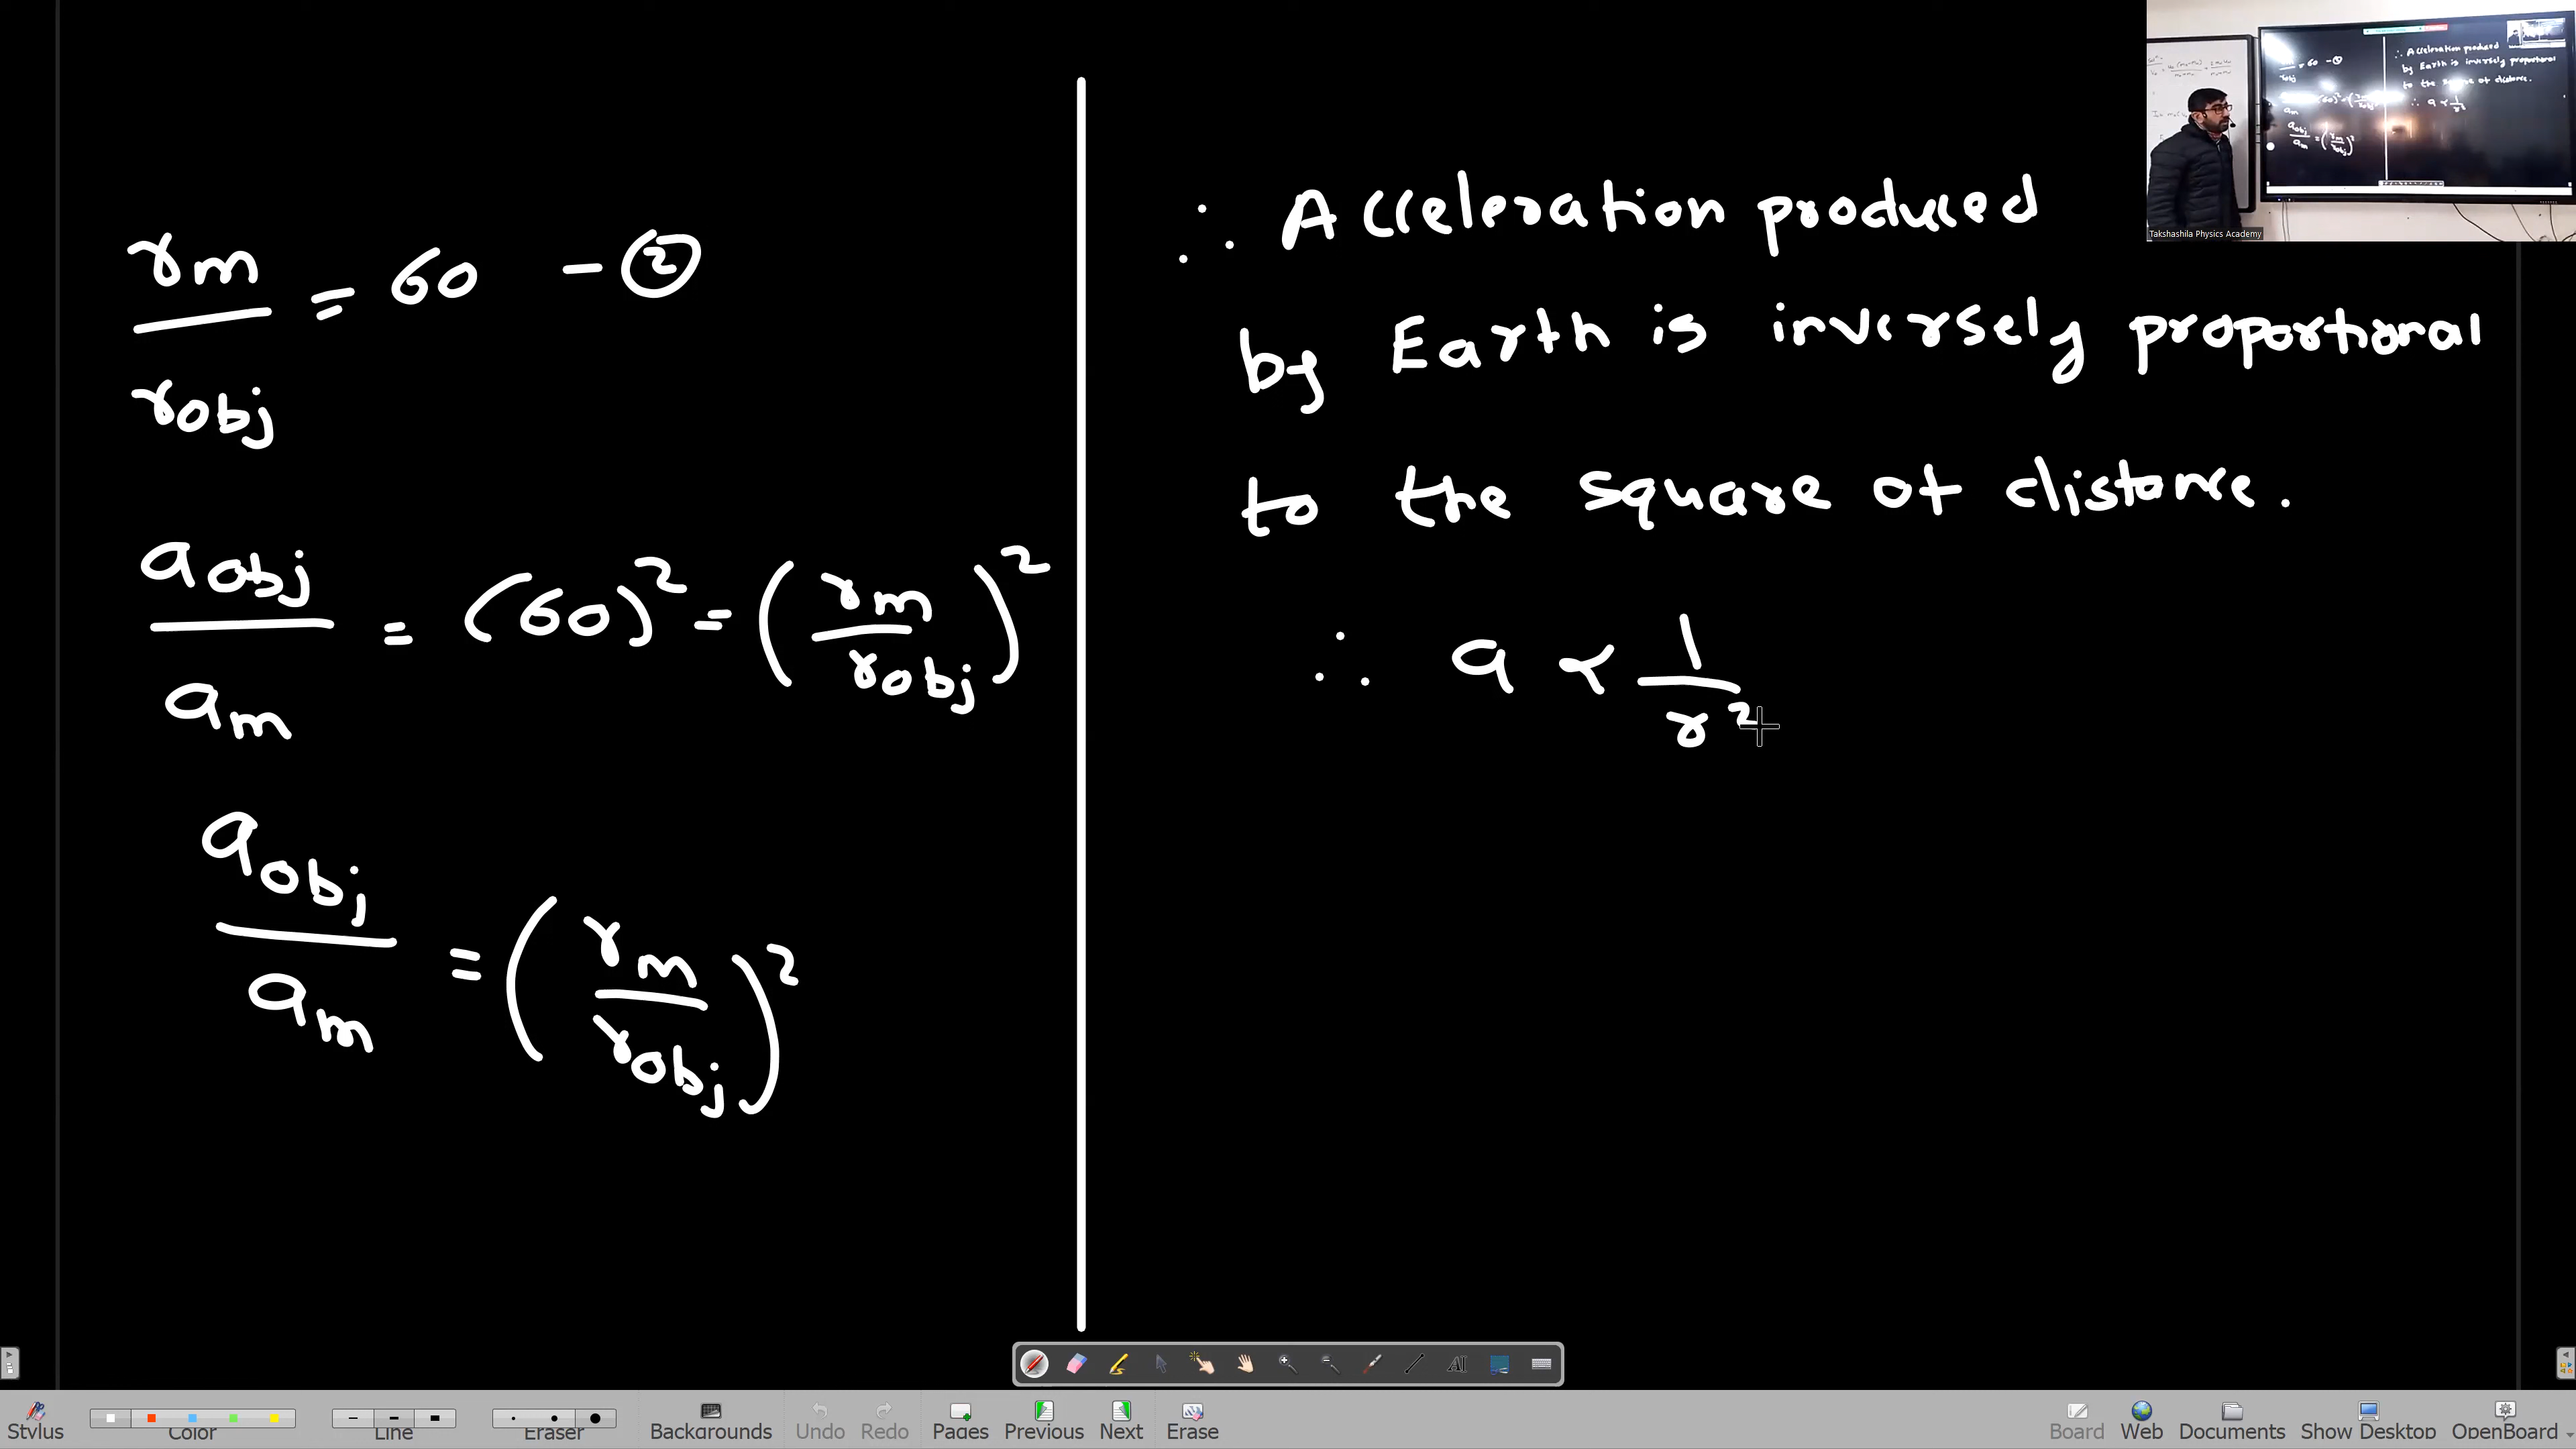 rm/robj = 60 - ②
aobj/am = (60)² = (rm/robj)²
aobj/am = (rm/robj)²
∴ Accleleration produced
by Earth is inversely proportional
to the square of distance.
∴ a ∝ 1/r²
Takshashila Physics Academy
Stylus Color Line Eraser Backgrounds Undo Redo Pages Previous Next Erase Board Web Documents Show Desktop OpenBoard